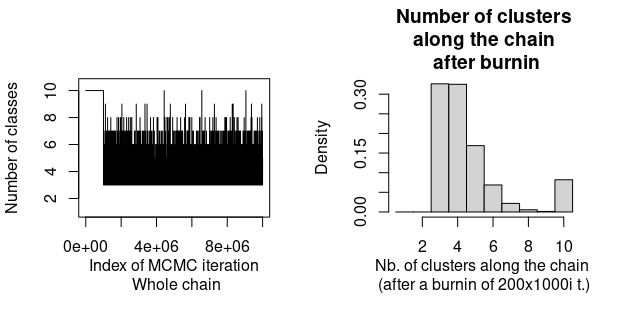 Number of classes
10
8
6
4
2
0e+00 4e+06 8e+06
Index of MCMC iteration
Whole chain
Number of clusters
along the chain
after burnin
Density
0.30
0.15
0.00
2 4 6 8 10
Nb. of clusters along the chain
(after a burnin of 200x1000i t.)